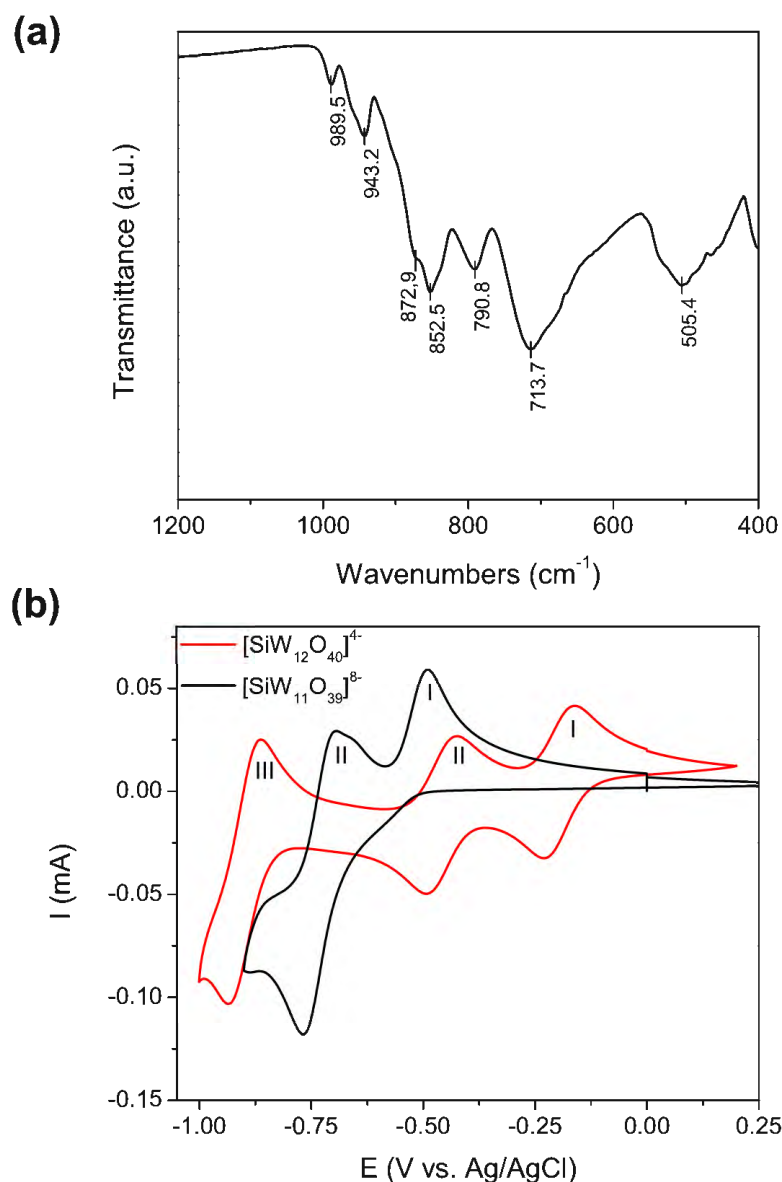 (a)
Transmittance (a.u.)
989.5
943.2
872,9
852.5
790.8
713.7
505.4
1200 1000 800 600 400
Wavenumbers (cm⁻¹)
(b)
[SiW₁₂O₄₀]⁴⁻
[SiW₁₁O₃₉]⁸⁻
I
II
I
II
III
0.05
0.00
-0.05
-0.10
-0.15
I (mA)
-1.00 -0.75 -0.50 -0.25 0.00 0.25
E (V vs. Ag/AgCl)